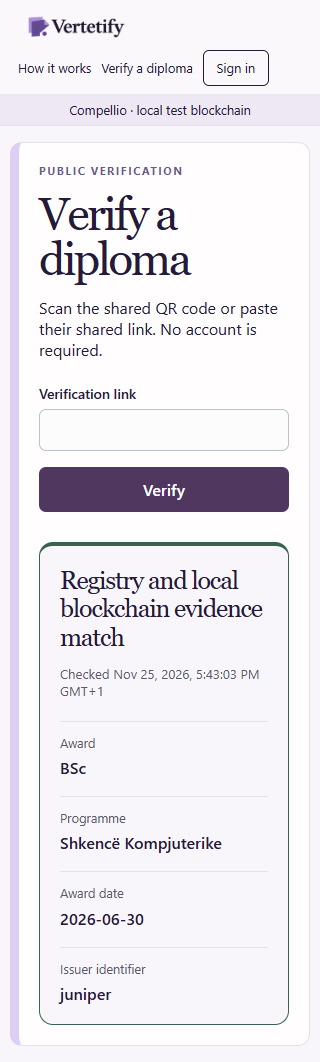 Vertetify
How it works Verify a diploma Sign in
Compellio · local test blockchain
PUBLIC VERIFICATION
Verify a
diploma
Scan the shared QR code or paste
their shared link. No account is
required.
Verification link
Verify
Registry and local
blockchain evidence
match
Checked Nov 25, 2026, 5:43:03 PM
GMT+1
Award
BSc
Programme
Shkencë Kompjuterike
Award date
2026-06-30
Issuer identifier
juniper